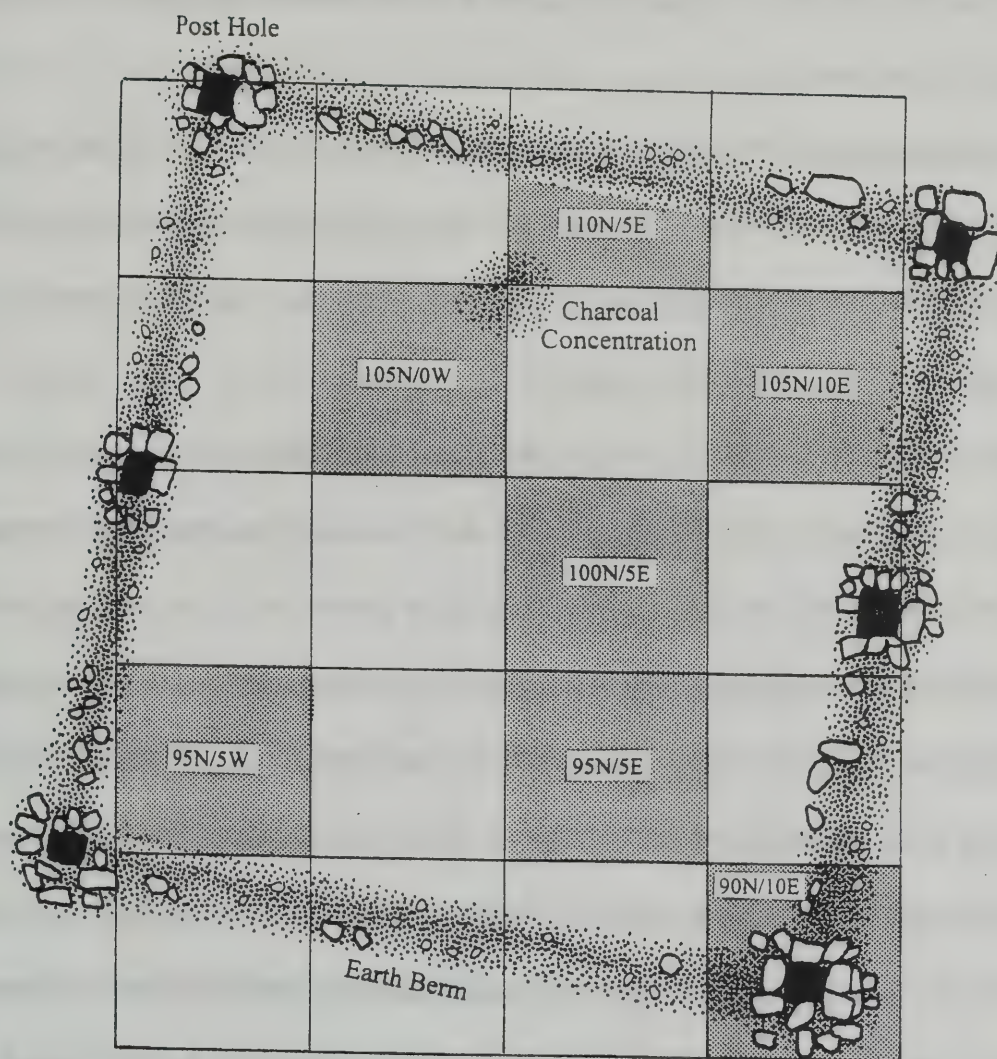 Post Hole
110N/5E
Charcoal
Concentration
105N/0W
105N/10E
100N/5E
95N/5W
95N/5E
90N/10E
Earth Berm